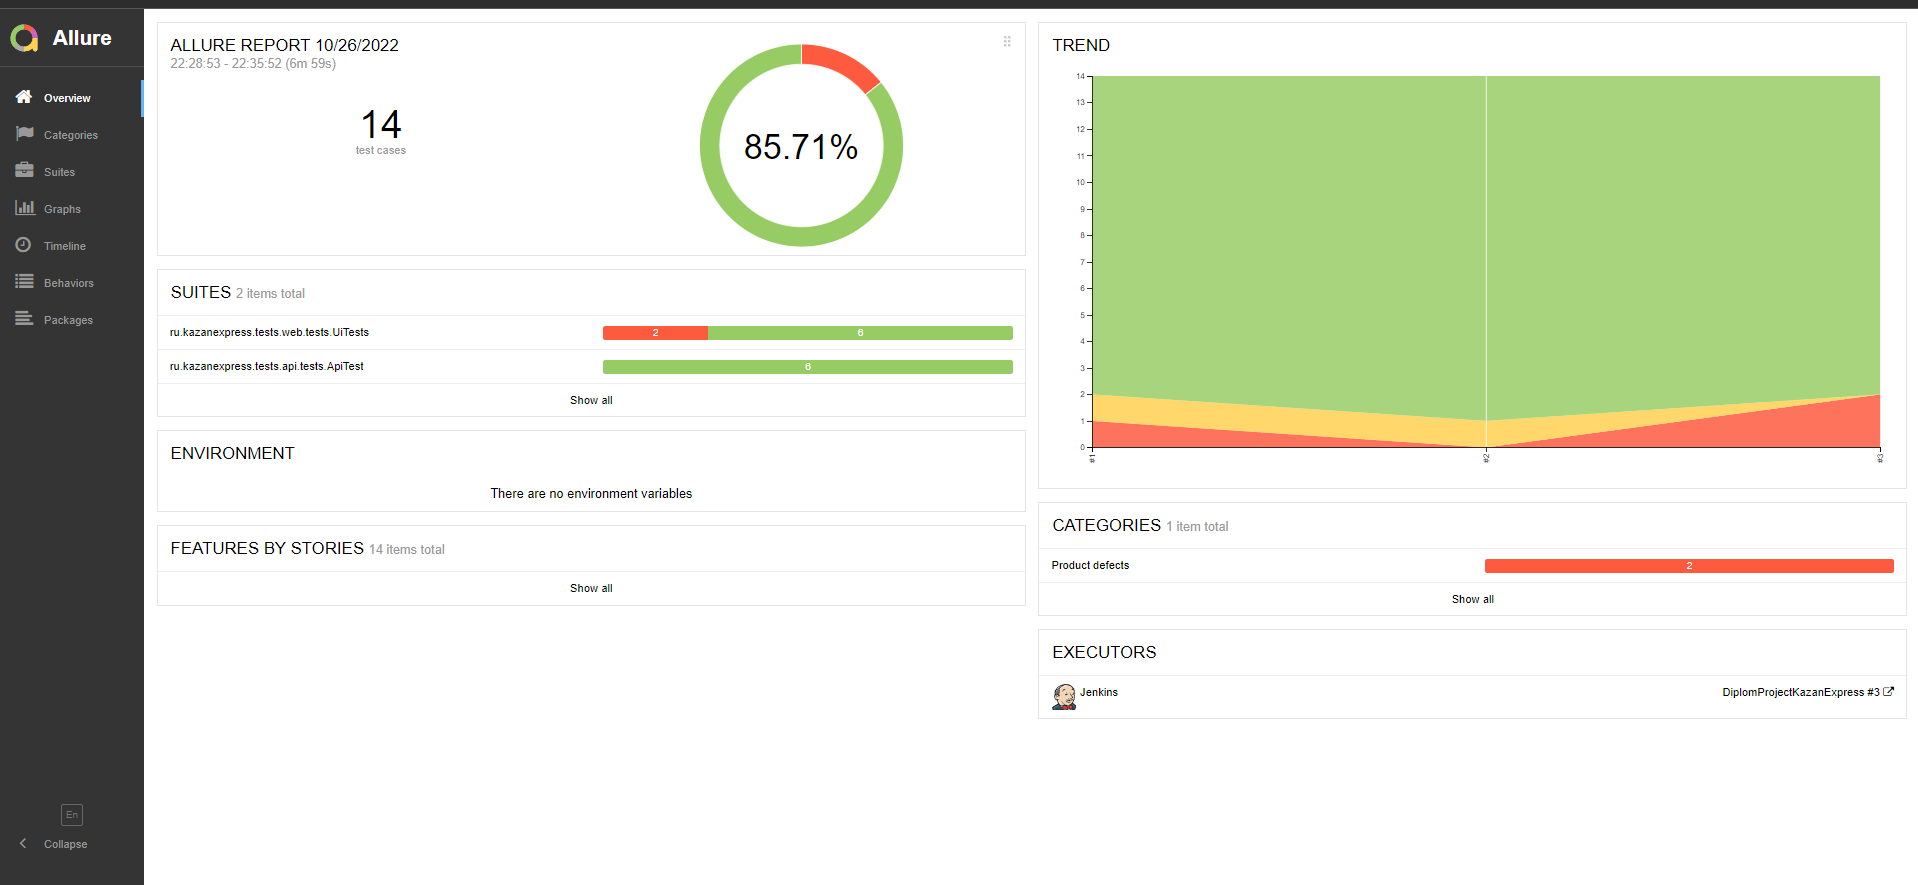 Allure
Overview
Categories
Suites
Graphs
Timeline
Behaviors
Packages
En
Collapse
ALLURE REPORT 10/26/2022
22:28:53 - 22:35:52 (6m 59s)
14
test cases
85.71%
SUITES 2 items total
ru.kazanexpress.tests.web.tests.UiTests 2 6
ru.kazanexpress.tests.api.tests.ApiTest 6
Show all
ENVIRONMENT
There are no environment variables
FEATURES BY STORIES 14 items total
Show all
TREND
14
13
12
11
10
9
8
7
6
5
4
3
2
1
0
#1 #2 #3
CATEGORIES 1 item total
Product defects 2
Show all
EXECUTORS
Jenkins DiplomProjectKazanExpress #3